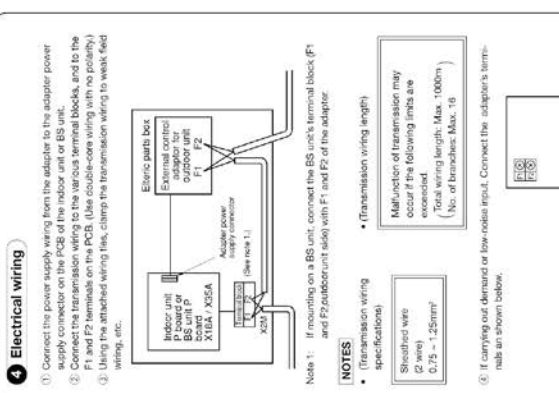 4 Electrical wiring
① Connect the power supply wiring from the adapter to the adapter power
supply connector on the PCB of the indoor unit or BS unit.
② Connect the transmission wiring to the various terminal blocks, and to the
F1 and F2 terminals on the PCB. (Use double-core wiring with no polarity.)
③ Using the attached wiring ties, clamp the transmission wiring to weak field
wiring, etc.
Elteric parts box
Indoor unit
P board or
BS unit P
board
X18A / X35A
External control
adaptor for
outdoor unit
F1 F2
Adapter power
supply connector
(See note 1.)
Terminal block
X2M
Note 1: If mounting on a BS unit, connect the BS unit's terminal block (F1
and F2,outdoorunit side) with F1 and F2 of the adapter.
NOTES
• (Transmission wiring
specifications)
Sheathed wire
(2 wire)
0.75 - 1.25mm²
• (Transmission wiring length)
Malfunction of transmission may
occur if the following limits are
exceeded.
(Total wiring length: Max. 1000m
No. of branches: Max. 16)
④ If carrying out demand or low-noise input, Connect the adapter's termi-
nals an shown below.